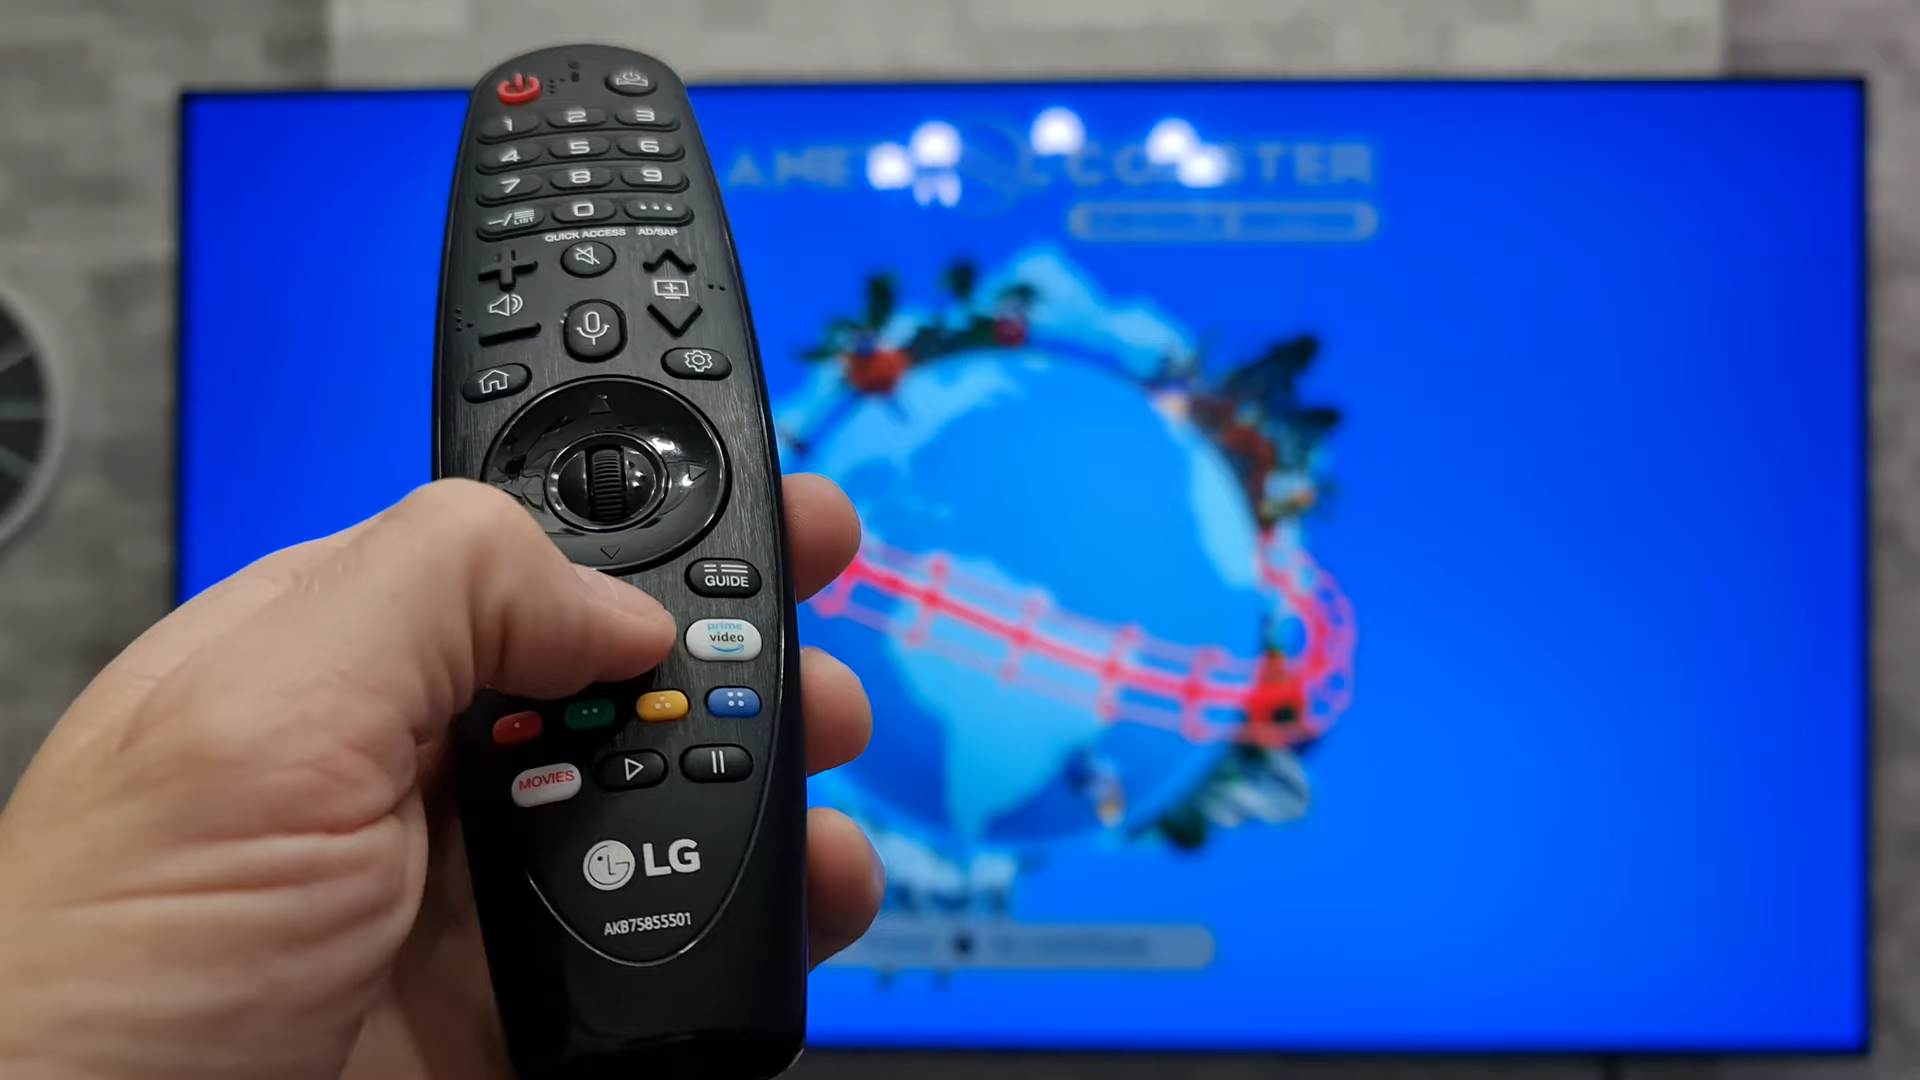 1 2 3
4 5 6
7 8 9
-/LIST 0 ...
QUICK ACCESS AD/SAP
GUIDE
prime video
MOVIES
LG
AKB75855501
COASTER